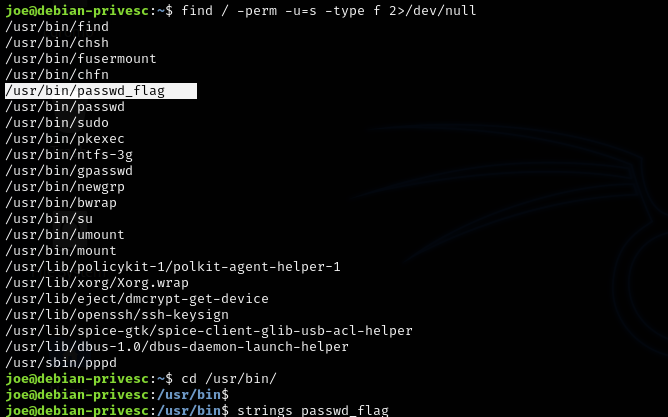 joe@debian-privesc:~$ find / -perm -u=s -type f 2>/dev/null
/usr/bin/find
/usr/bin/chsh
/usr/bin/fusermount
/usr/bin/chfn
/usr/bin/passwd_flag
/usr/bin/passwd
/usr/bin/sudo
/usr/bin/pkexec
/usr/bin/ntfs-3g
/usr/bin/gpasswd
/usr/bin/newgrp
/usr/bin/bwrap
/usr/bin/su
/usr/bin/umount
/usr/bin/mount
/usr/lib/policykit-1/polkit-agent-helper-1
/usr/lib/xorg/Xorg.wrap
/usr/lib/eject/dmcrypt-get-device
/usr/lib/openssh/ssh-keysign
/usr/lib/spice-gtk/spice-client-glib-usb-acl-helper
/usr/lib/dbus-1.0/dbus-daemon-launch-helper
/usr/sbin/pppd
joe@debian-privesc:~$ cd /usr/bin/
joe@debian-privesc:/usr/bin$
joe@debian-privesc:/usr/bin$ strings passwd_flag